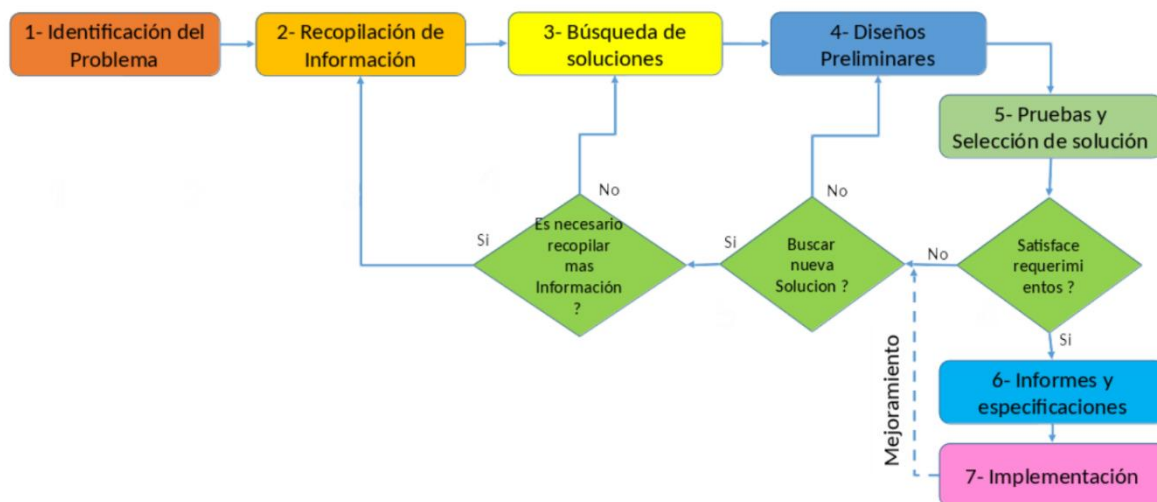 1- Identificación del
Problema
2- Recopilación de
Información
3- Búsqueda de
soluciones
4- Diseños
Preliminares
5- Pruebas y
Selección de solución
No
No
Es necesario
recopilar
mas
Información
?
Si
Buscar
nueva
Solucion ?
Si
Satisface
requerimi
entos ?
No
Si
Mejoramiento
6- Informes y
especificaciones
7- Implementación